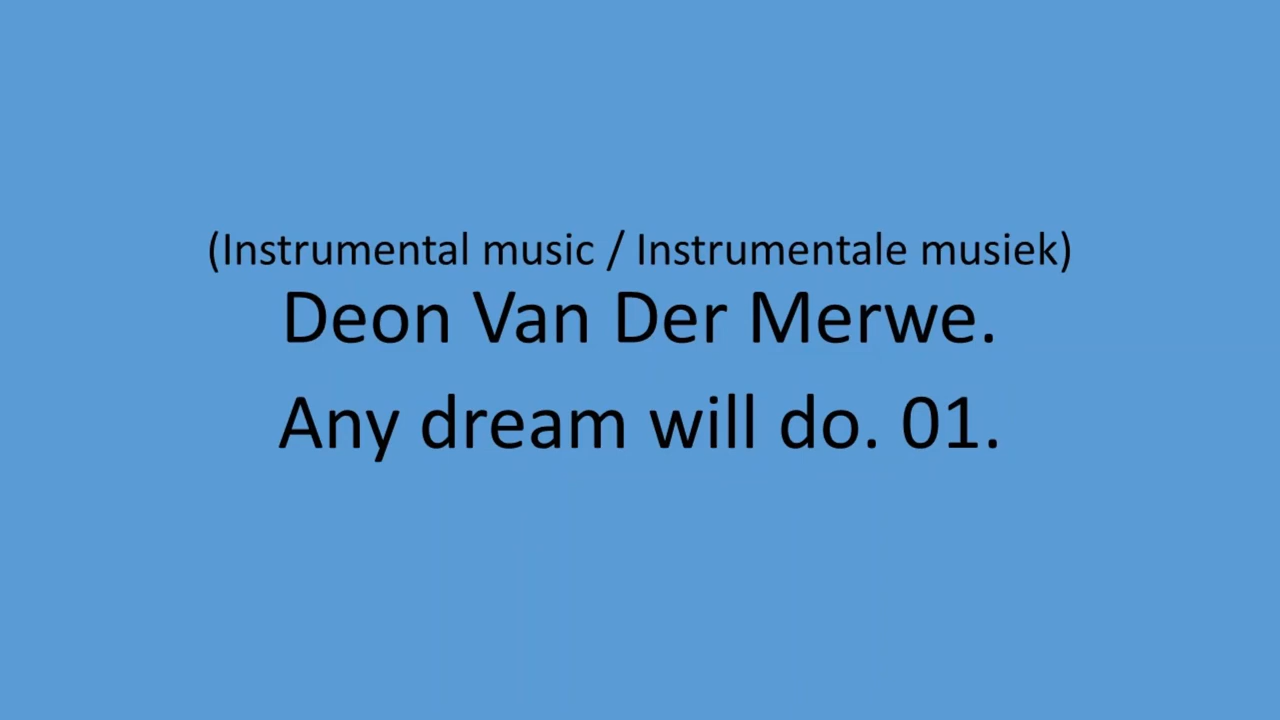 (Instrumental music / Instrumentale musiek)
Deon Van Der Merwe.
Any dream will do. 01.